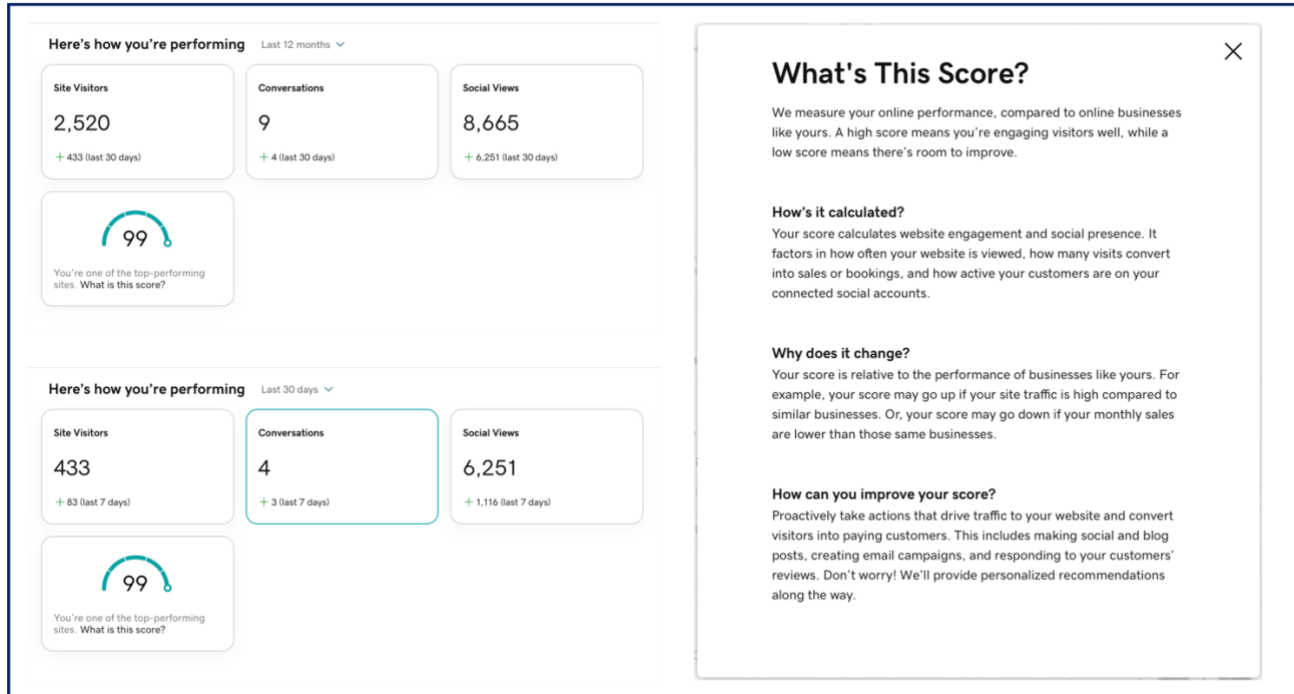 Here's how you're performing Last 12 months
Site Visitors
2,520
+ 433 (last 30 days)
Conversations
9
+ 4 (last 30 days)
Social Views
8,665
+ 6,251 (last 30 days)
99
You're one of the top-performing
sites. What is this score?
Here's how you're performing Last 30 days
Site Visitors
433
+ 83 (last 7 days)
Conversations
4
+ 3 (last 7 days)
Social Views
6,251
+ 1,116 (last 7 days)
99
You're one of the top-performing
sites. What is this score?
What's This Score?
We measure your online performance, compared to online businesses
like yours. A high score means you're engaging visitors well, while a
low score means there's room to improve.
How's it calculated?
Your score calculates website engagement and social presence. It
factors in how often your website is viewed, how many visits convert
into sales or bookings, and how active your customers are on your
connected social accounts.
Why does it change?
Your score is relative to the performance of businesses like yours. For
example, your score may go up if your site traffic is high compared to
similar businesses. Or, your score may go down if your monthly sales
are lower than those same businesses.
How can you improve your score?
Proactively take actions that drive traffic to your website and convert
visitors into paying customers. This includes making social and blog
posts, creating email campaigns, and responding to your customers'
reviews. Don't worry! We'll provide personalized recommendations
along the way.